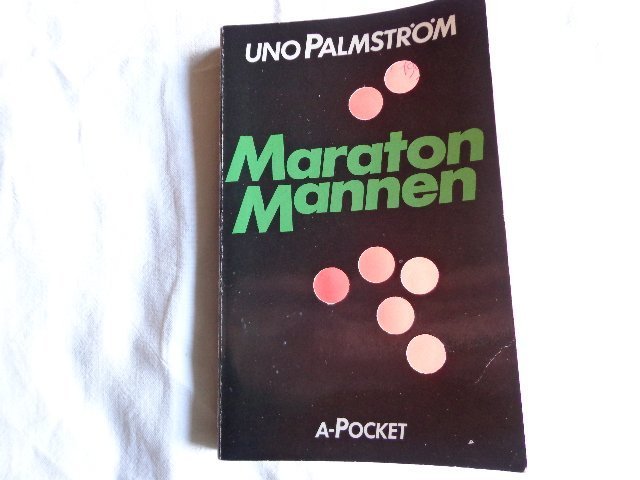 UNO PALMSTRÖM
Maraton
Mannen
A-POCKET